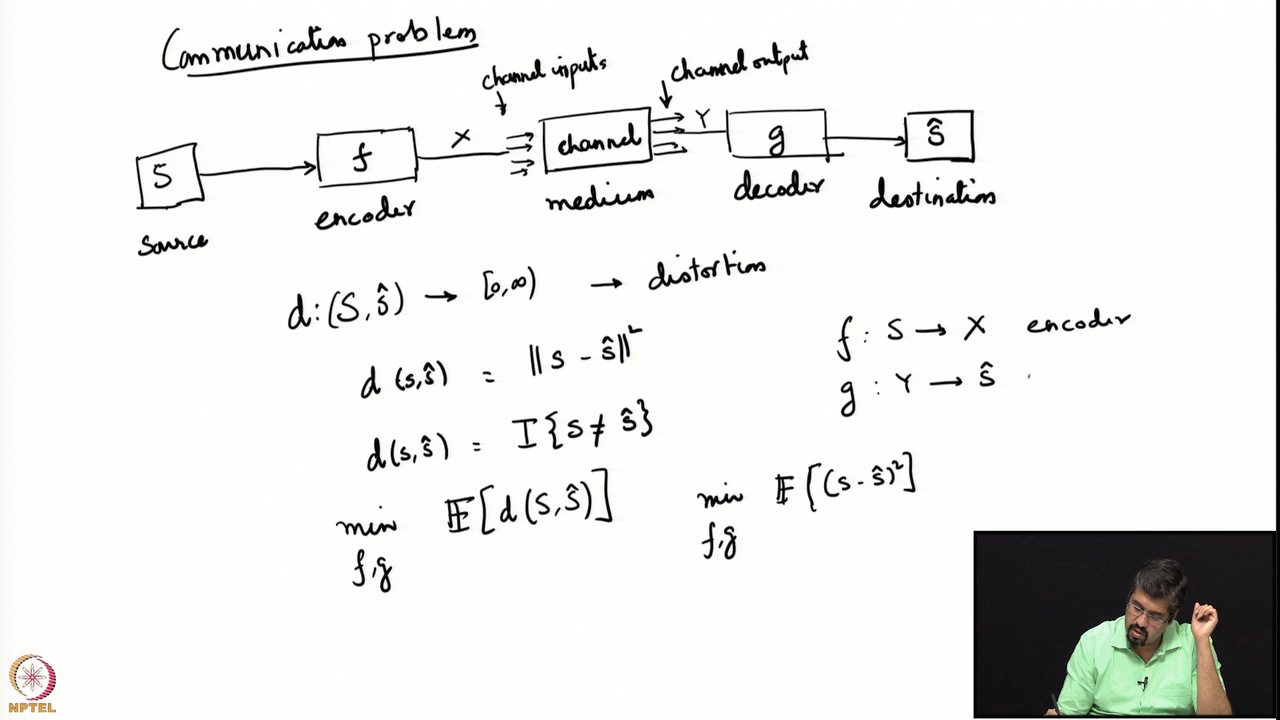 Communication problem
channel inputs
channel output
S
f
X
channel
Y
g
Ŝ
source
encoder
medium
decoder
destination
d : (S, ŝ) → [0, ∞) → distortion
d (s, ŝ) = || s - ŝ ||²
f : S → X encoder
g : Y → ŝ
d(s, ŝ) = I{s ≠ ŝ}
min 𝔼[d(S, Ŝ)]
f, g
min 𝔼[(s - ŝ)²]
f, g
NPTEL